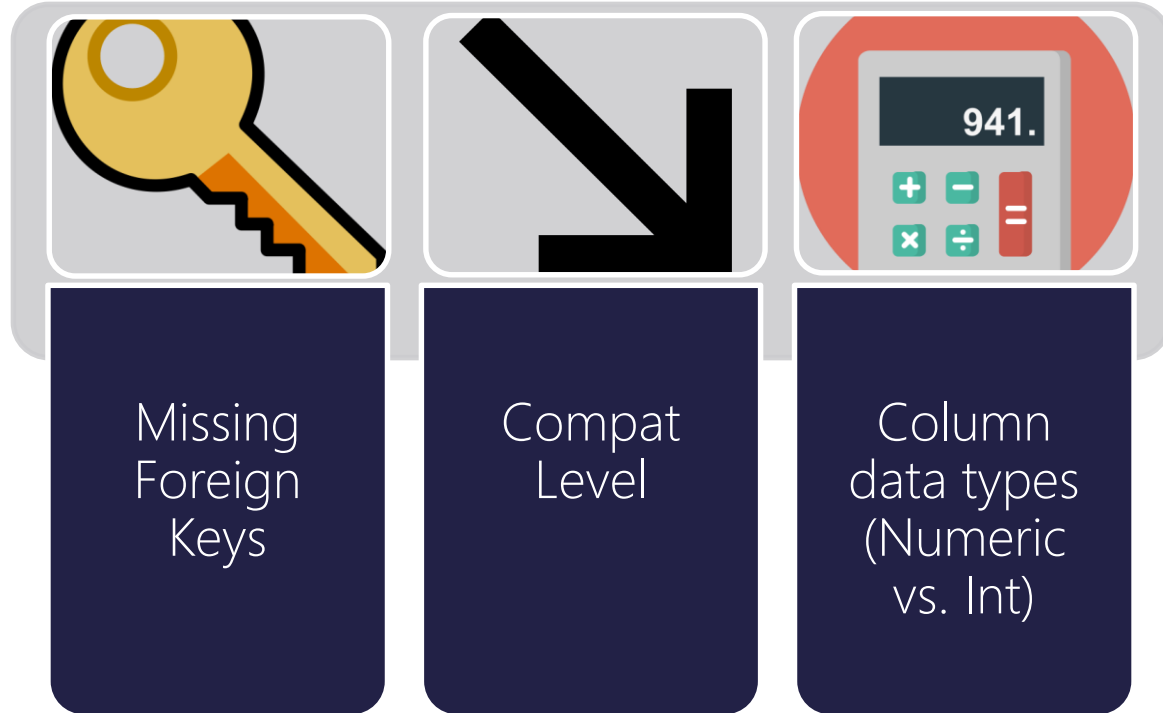 941.
+ −
× ÷ =
Missing
Foreign
Keys
Compat
Level
Column
data types
(Numeric
vs. Int)